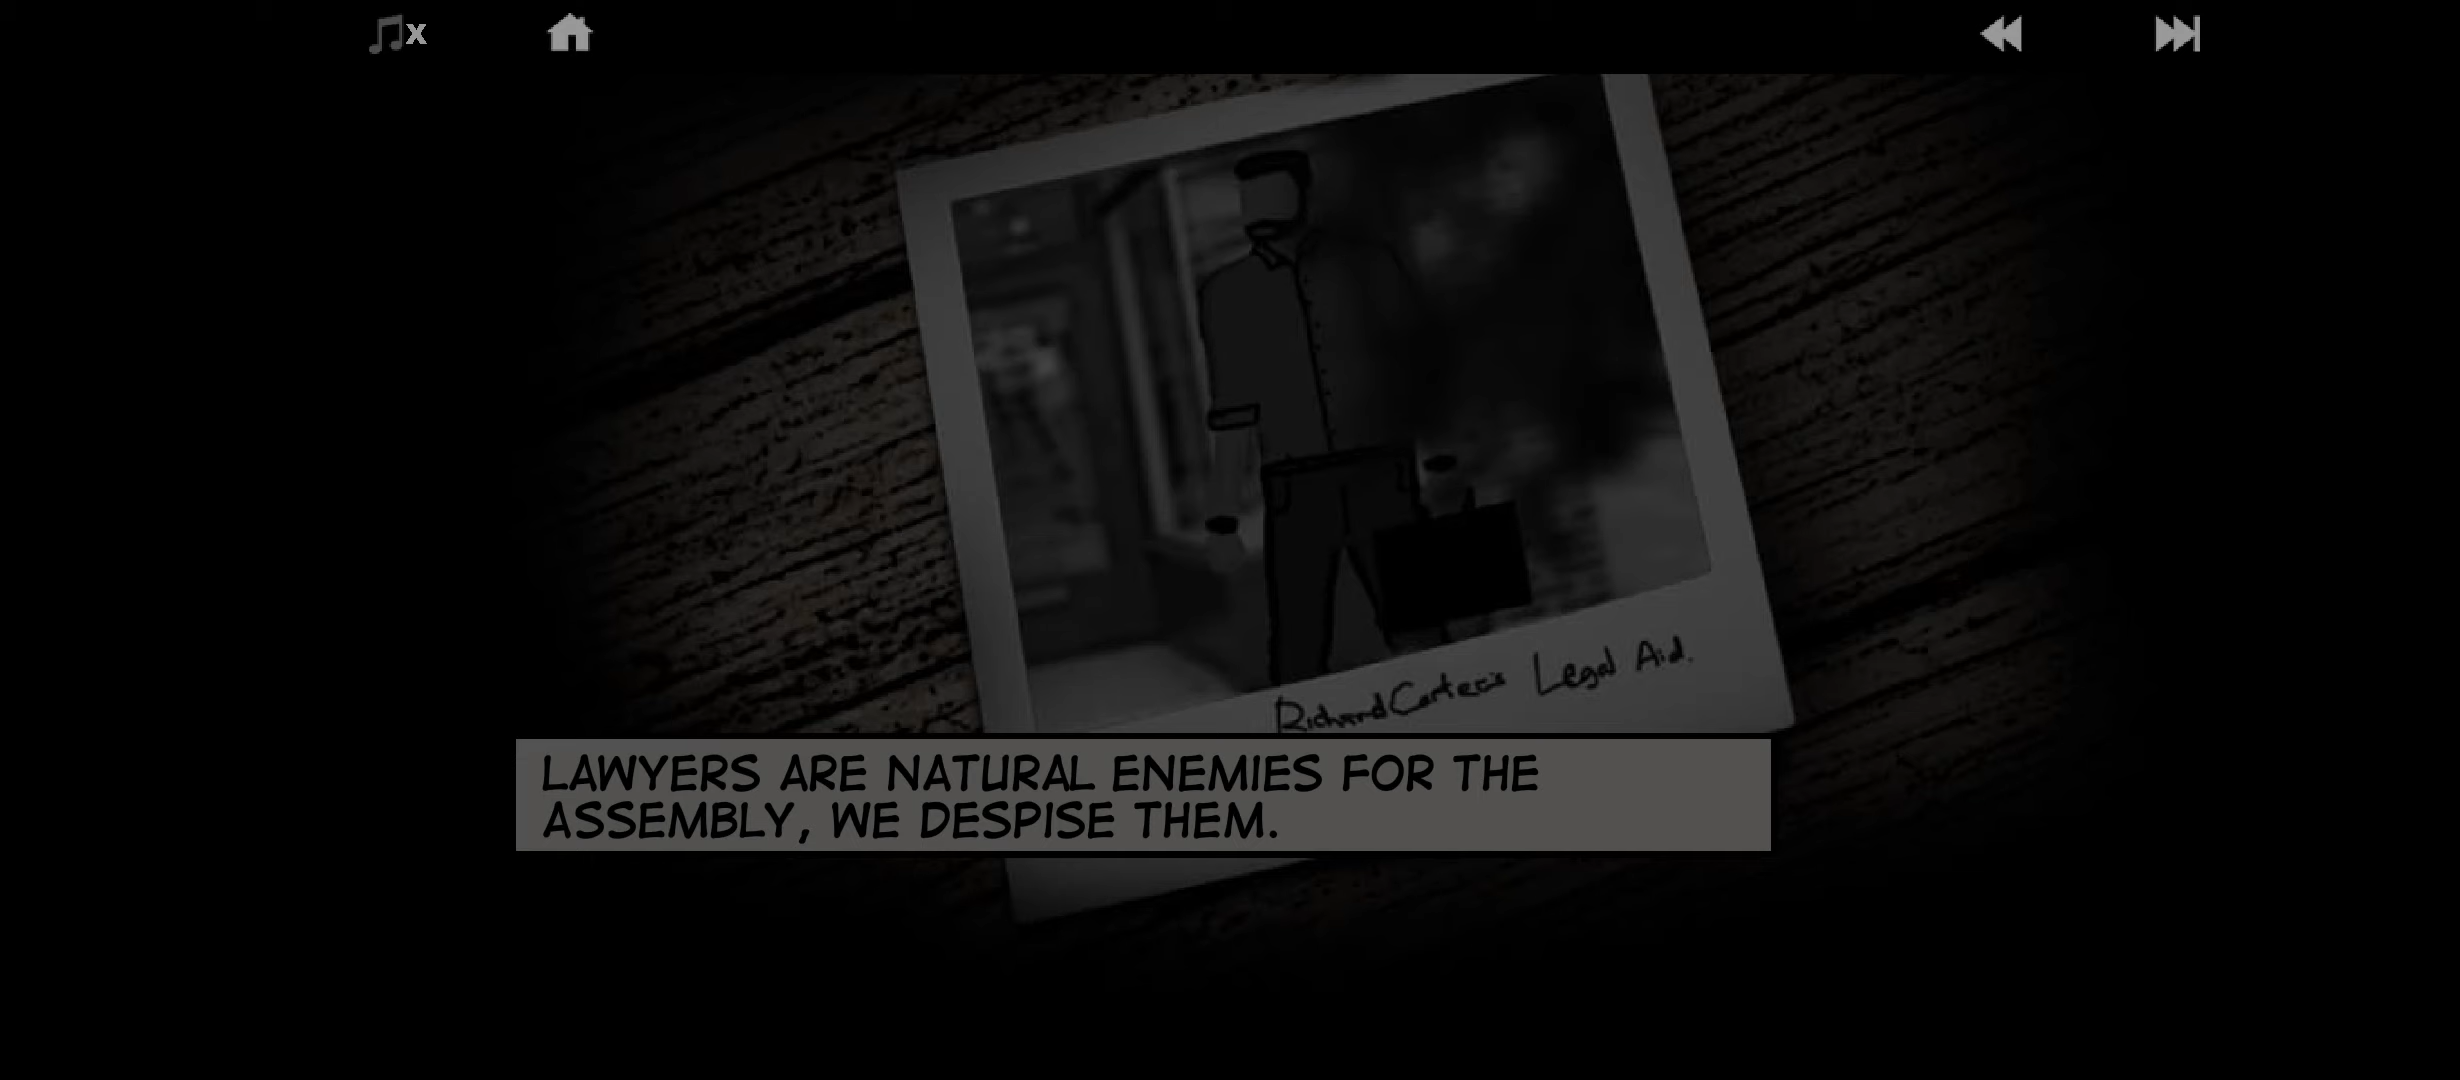 x
Richard Carter's Legal Aid.
LAWYERS ARE NATURAL ENEMIES FOR THE
ASSEMBLY, WE DESPISE THEM.